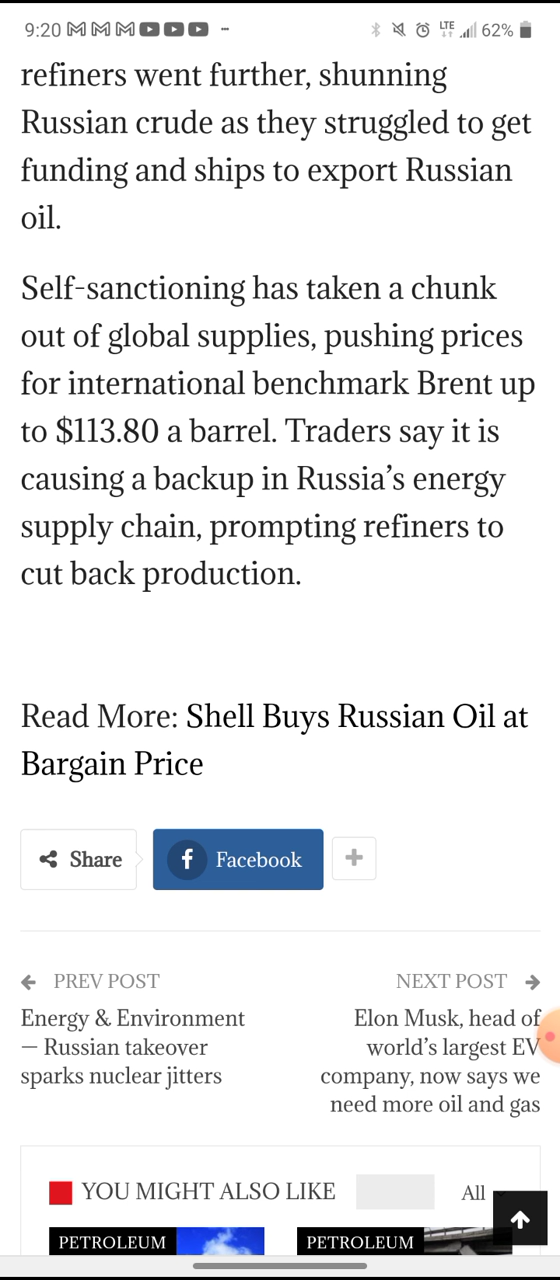 9:20 LTE 62%
refiners went further, shunning
Russian crude as they struggled to get
funding and ships to export Russian
oil.
Self-sanctioning has taken a chunk
out of global supplies, pushing prices
for international benchmark Brent up
to $113.80 a barrel. Traders say it is
causing a backup in Russia’s energy
supply chain, prompting refiners to
cut back production.
Read More: Shell Buys Russian Oil at
Bargain Price
Share Facebook
PREV POST
Energy & Environment
— Russian takeover
sparks nuclear jitters
NEXT POST
Elon Musk, head of
world’s largest EV
company, now says we
need more oil and gas
YOU MIGHT ALSO LIKE All
PETROLEUM PETROLEUM